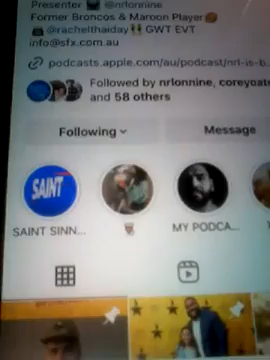 Presenter @nrlonnine
Former Broncos & Maroon Player
@rachelthaiday GWT EVT
info@sfx.com.au
podcasts.apple.com/au/podcast/nrl-is-b...
Followed by nrlonnine, coreyoate
and 58 others
Following Message
SAINT
SAINT SINN... MY PODCA...